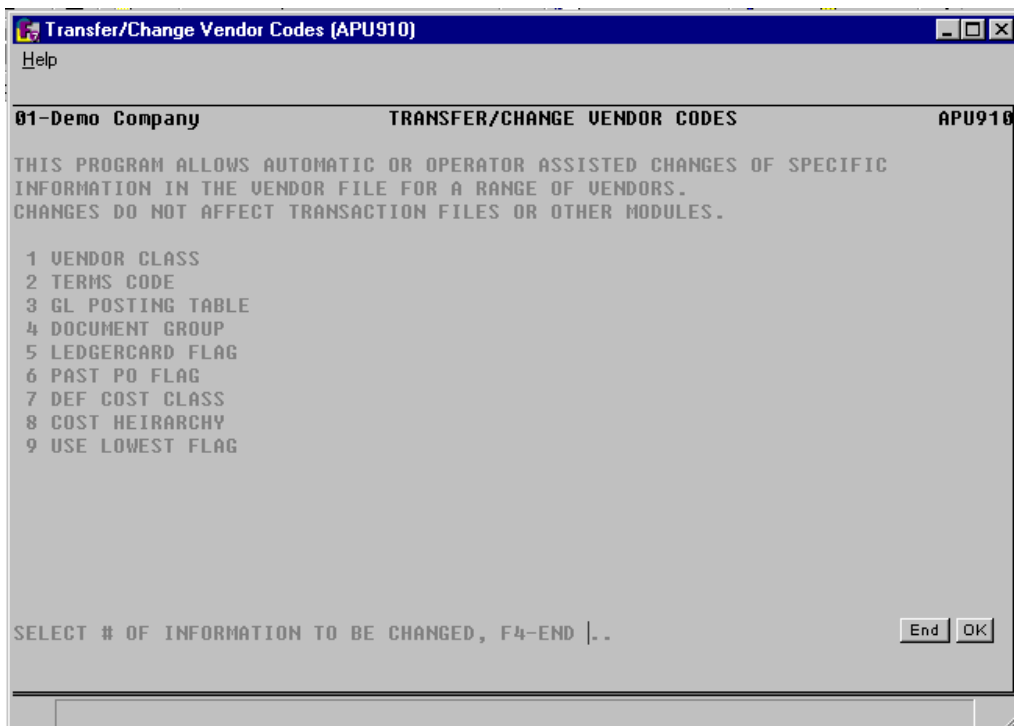 Transfer/Change Vendor Codes (APU910)
Help
01-Demo Company TRANSFER/CHANGE VENDOR CODES APU910
THIS PROGRAM ALLOWS AUTOMATIC OR OPERATOR ASSISTED CHANGES OF SPECIFIC
INFORMATION IN THE VENDOR FILE FOR A RANGE OF VENDORS.
CHANGES DO NOT AFFECT TRANSACTION FILES OR OTHER MODULES.
1 VENDOR CLASS
2 TERMS CODE
3 GL POSTING TABLE
4 DOCUMENT GROUP
5 LEDGERCARD FLAG
6 PAST PO FLAG
7 DEF COST CLASS
8 COST HEIRARCHY
9 USE LOWEST FLAG
SELECT # OF INFORMATION TO BE CHANGED, F4-END .. End OK